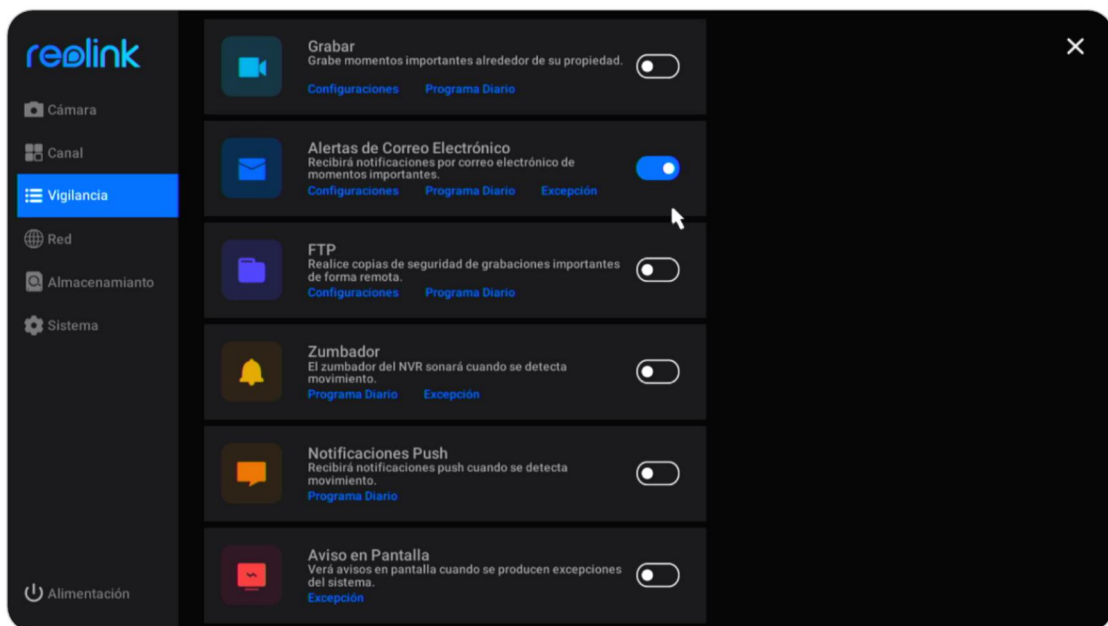 reolink
Cámara
Canal
Vigilancia
Red
Almacenamianto
Sistema
Alimentación
Grabar
Grabe momentos importantes alrededor de su propiedad.
Configuraciones Programa Diario
Alertas de Correo Electrónico
Recibirá notificaciones por correo electrónico de
momentos importantes.
Configuraciones Programa Diario Excepción
FTP
Realice copias de seguridad de grabaciones importantes
de forma remota.
Configuraciones Programa Diario
Zumbador
El zumbador del NVR sonará cuando se detecta
movimiento.
Programa Diario Excepción
Notificaciones Push
Recibirá notificaciones push cuando se detecta
movimiento.
Programa Diario
Aviso en Pantalla
Verá avisos en pantalla cuando se producen excepciones
del sistema.
Excepción